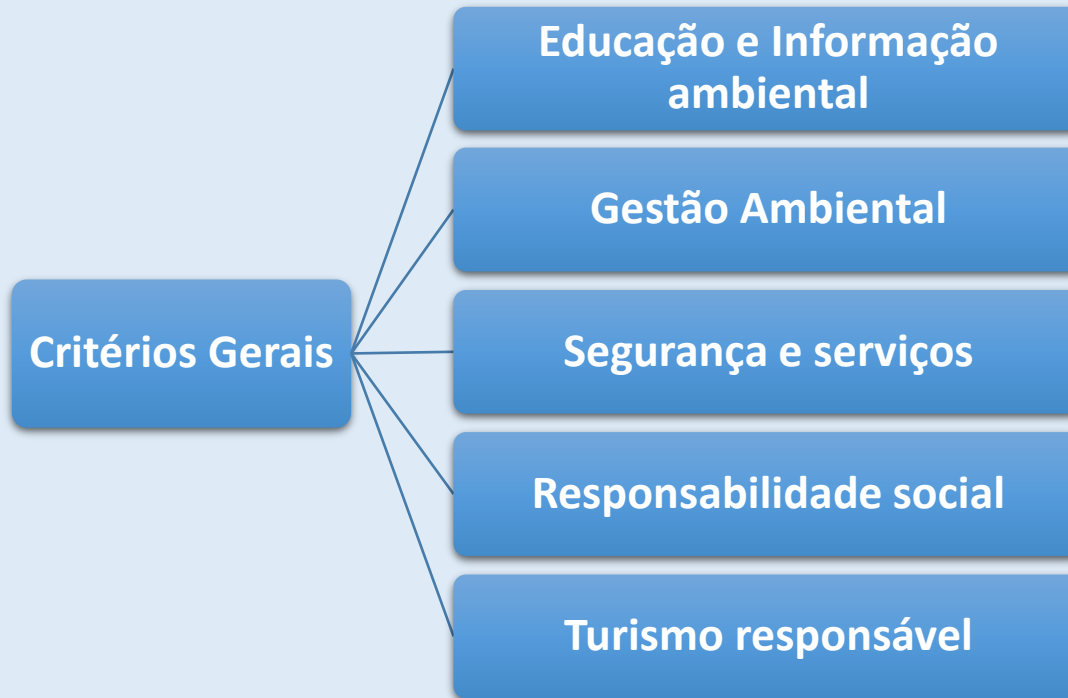 Critérios Gerais
Educação e Informação
ambiental
Gestão Ambiental
Segurança e serviços
Responsabilidade social
Turismo responsável